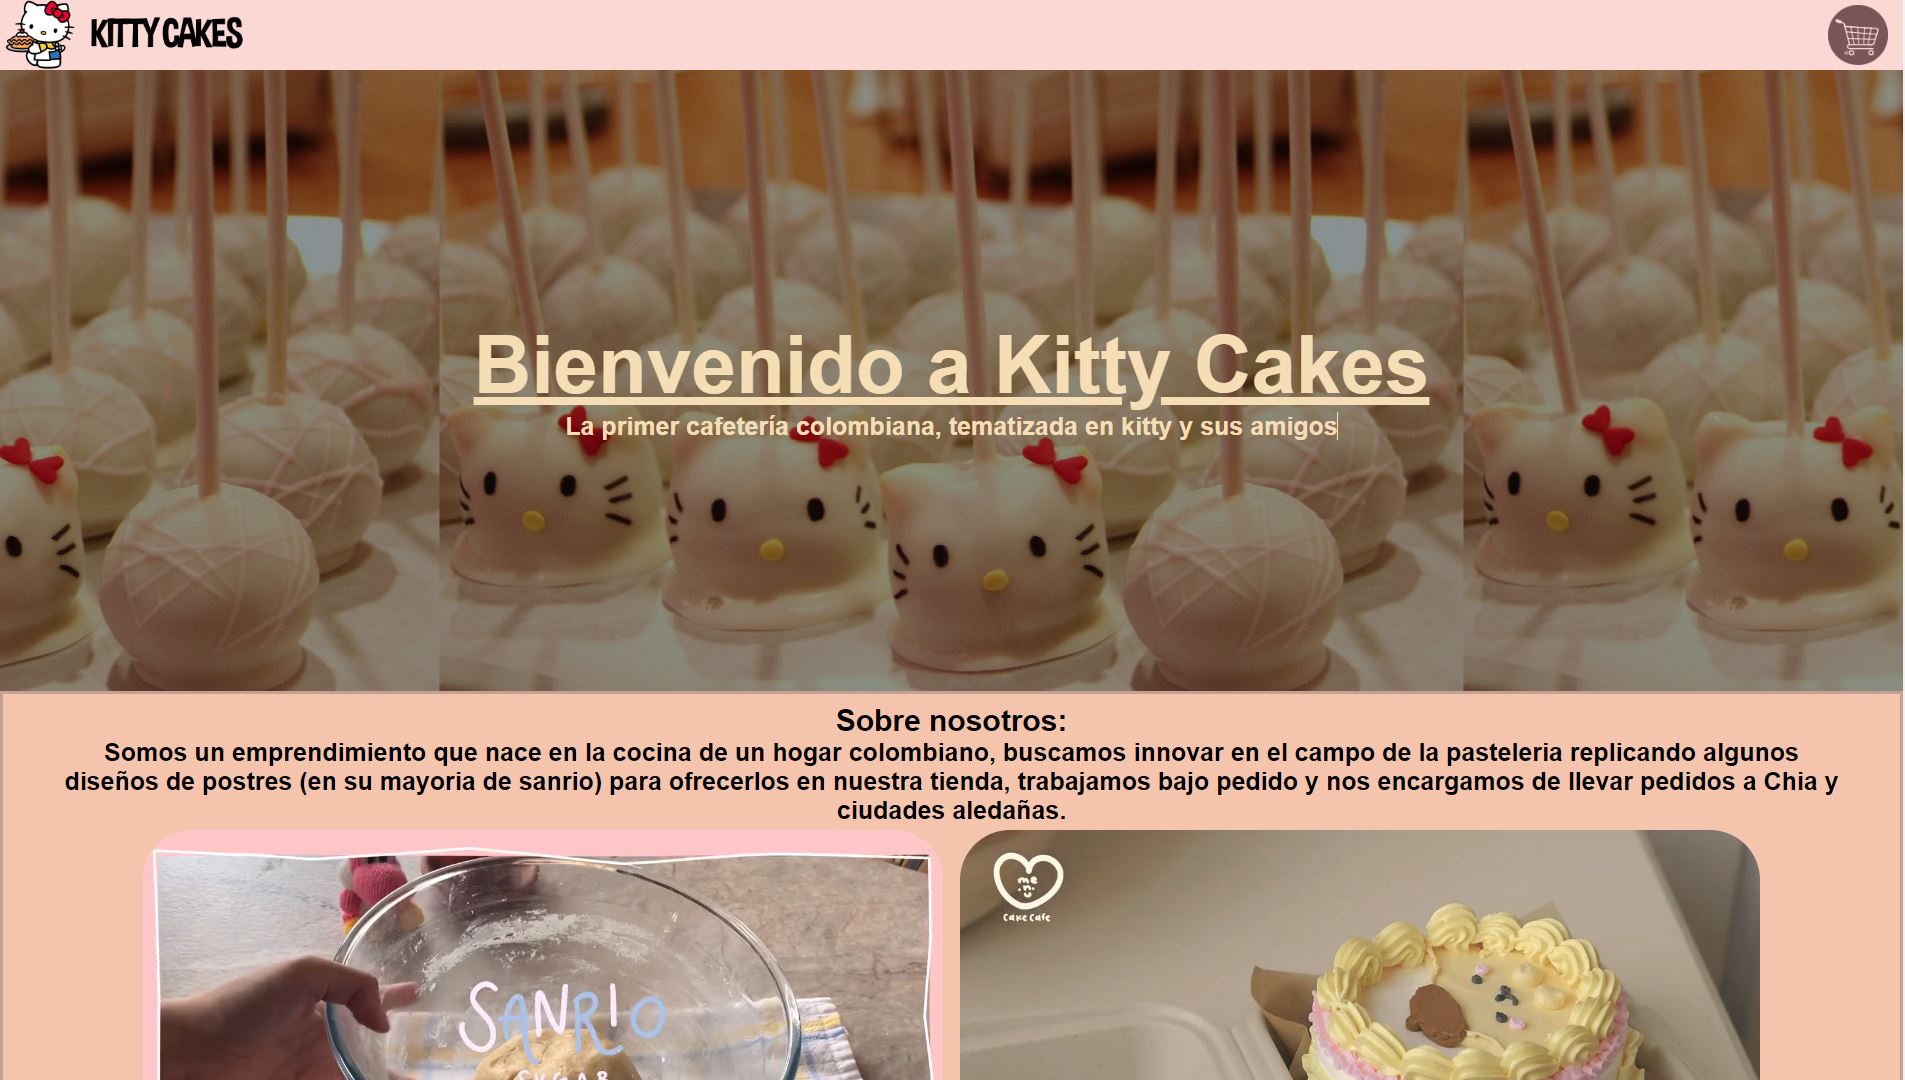 KITTY CAKES
Bienvenido a Kitty Cakes
La primer cafetería colombiana, tematizada en kitty y sus amigos
Sobre nosotros:
Somos un emprendimiento que nace en la cocina de un hogar colombiano, buscamos innovar en el campo de la pasteleria replicando algunos
diseños de postres (en su mayoria de sanrio) para ofrecerlos en nuestra tienda, trabajamos bajo pedido y nos encargamos de llevar pedidos a Chia y
ciudades aledañas.
me
n
Cake Cafe
SANRIO
SUGAR